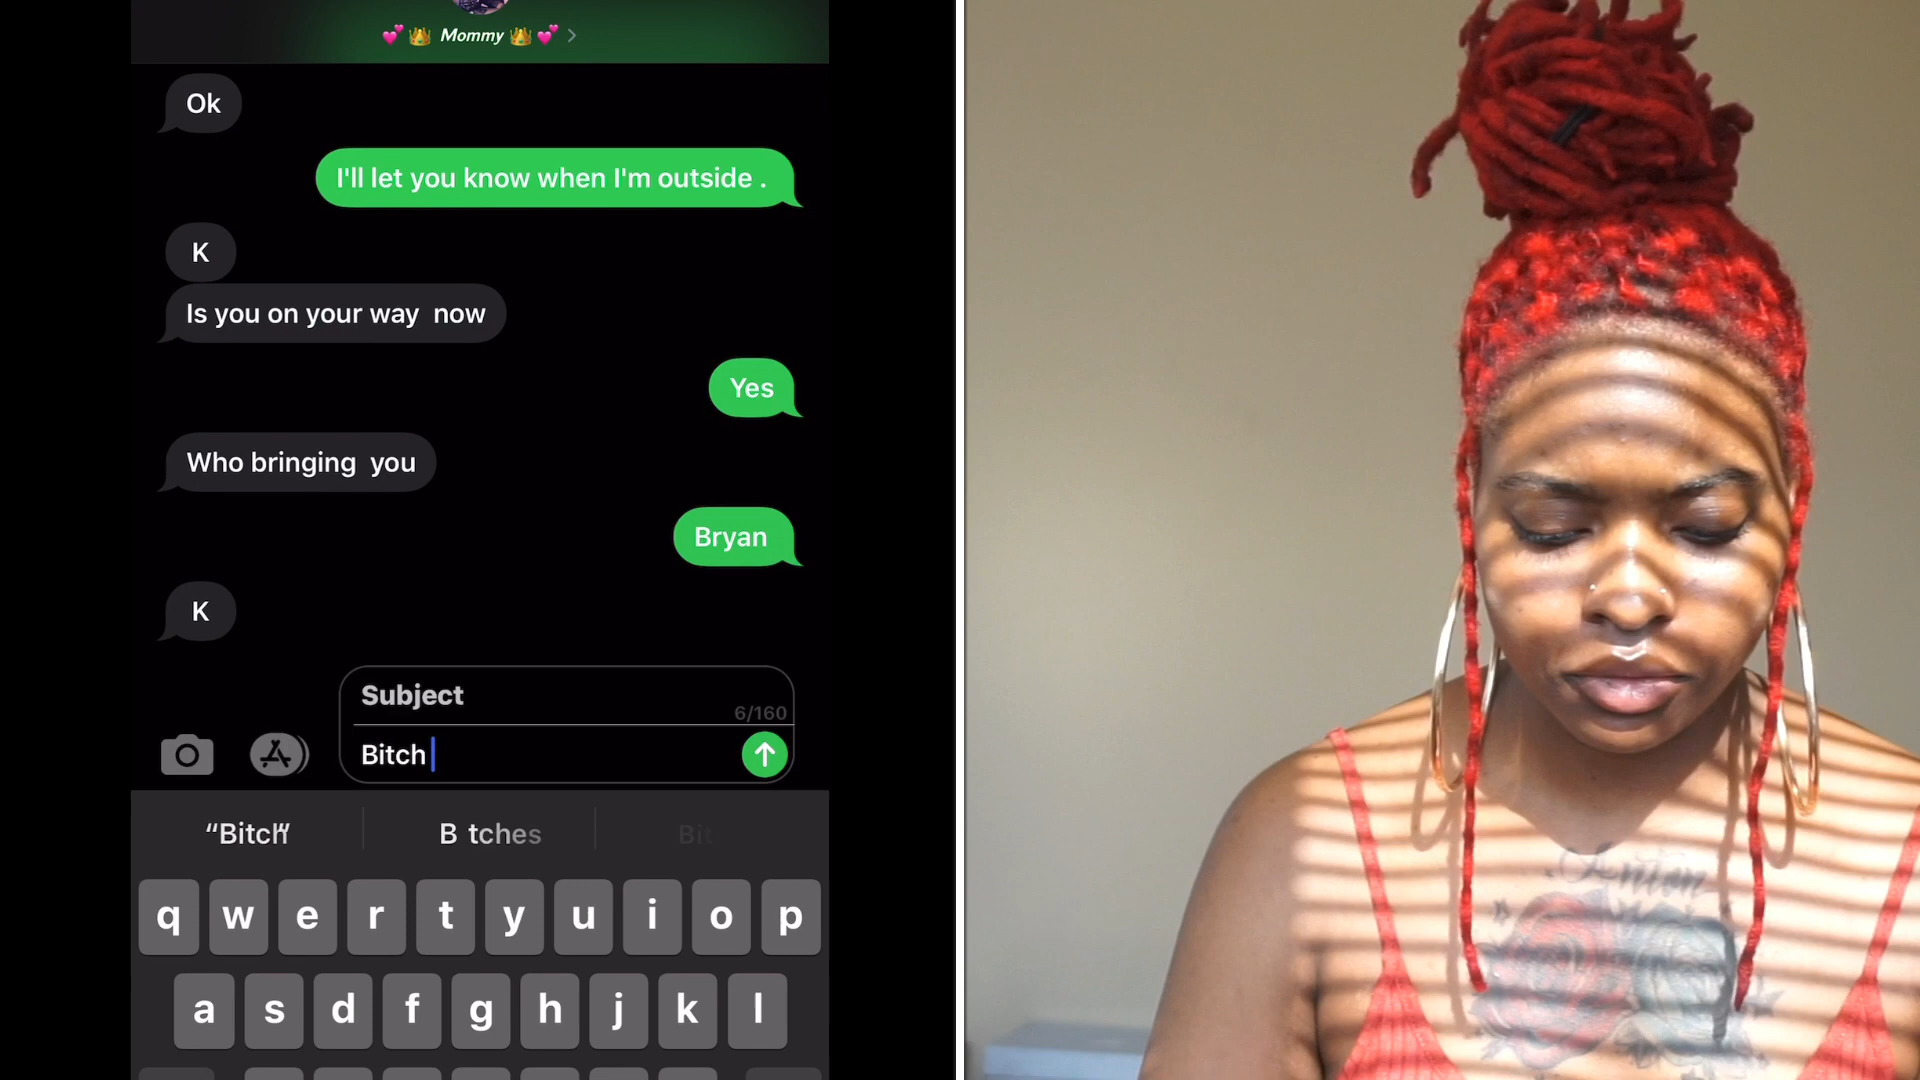 💕👑 Mommy 👑💕
Ok
I'll let you know when I'm outside .
K
Is you on your way  now
Yes
Who bringing  you
Bryan
K
Subject
6/160
Bitch
“Bitch” B tches Bit
q w e r t y u i o p
a s d f g h j k l